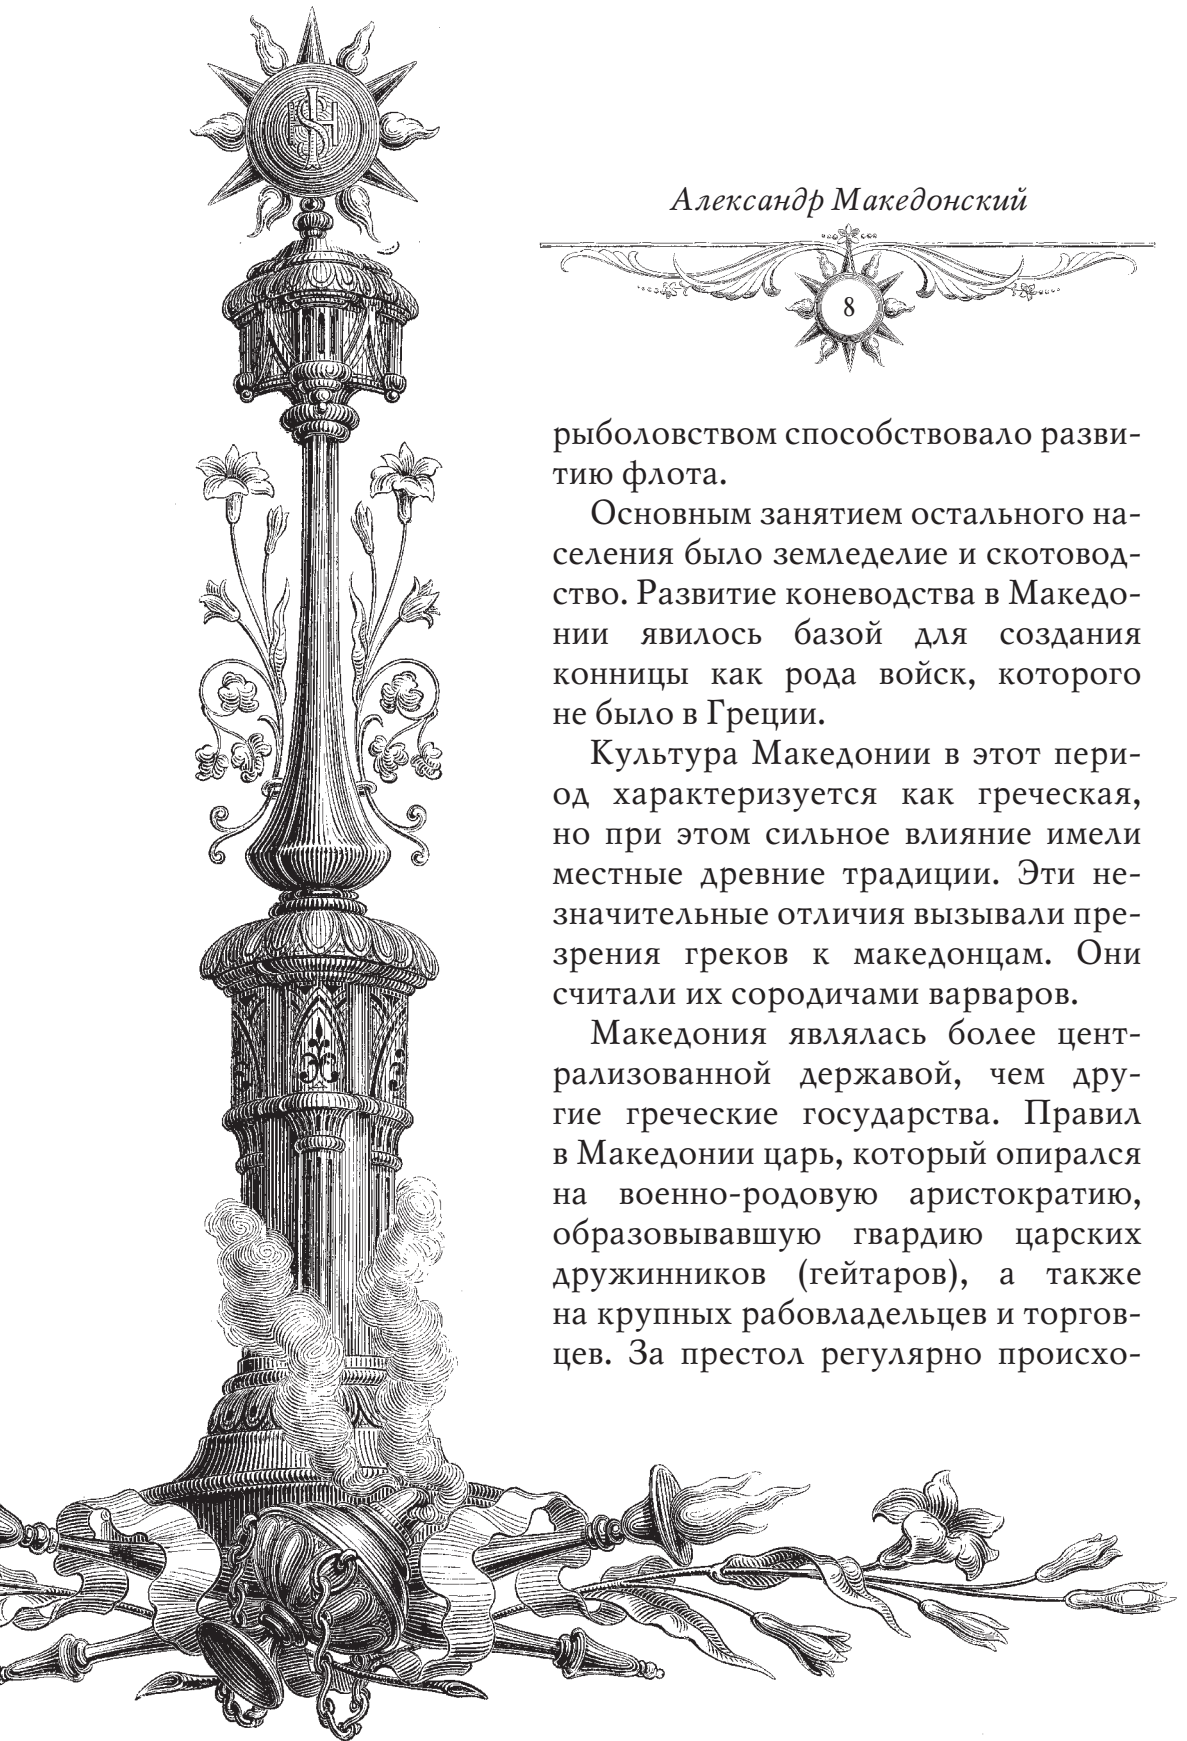 IHS
Александр Македонский
8
рыболовством способствовало разви-
тию флота.
Основным занятием остального на-
селения было земледелие и скотовод-
ство. Развитие коневодства в Македо-
нии явилось базой для создания
конницы как рода войск, которого
не было в Греции.
Культура Македонии в этот пери-
од характеризуется как греческая,
но при этом сильное влияние имели
местные древние традиции. Эти не-
значительные отличия вызывали пре-
зрения греков к македонцам. Они
считали их сородичами варваров.
Македония являлась более цент-
рализованной державой, чем дру-
гие греческие государства. Правил
в Македонии царь, который опирался
на военно-родовую аристократию,
образовывавшую гвардию царских
дружинников (гейтаров), а также
на крупных рабовладельцев и торгов-
цев. За престол регулярно происхо-